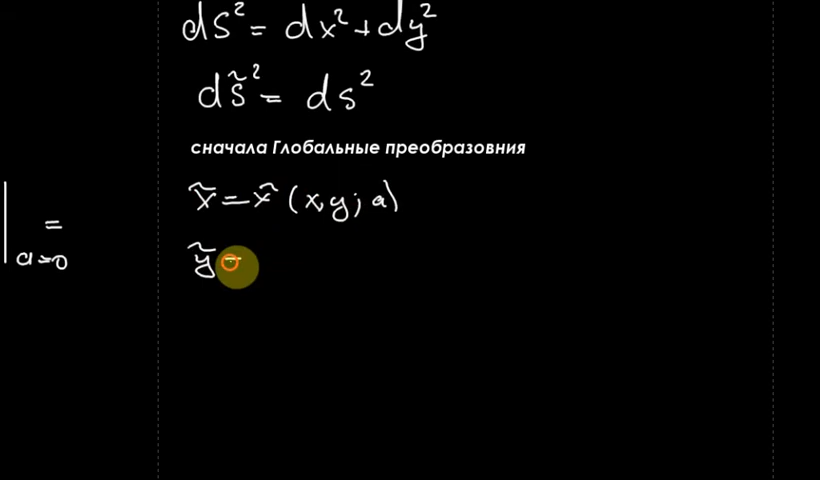 ds² = dx² + dy²
ds̃² = ds²
сначала Глобальные преобразовния
x̃ = x̃ (x, y; a)
| =
a=0
ỹ =